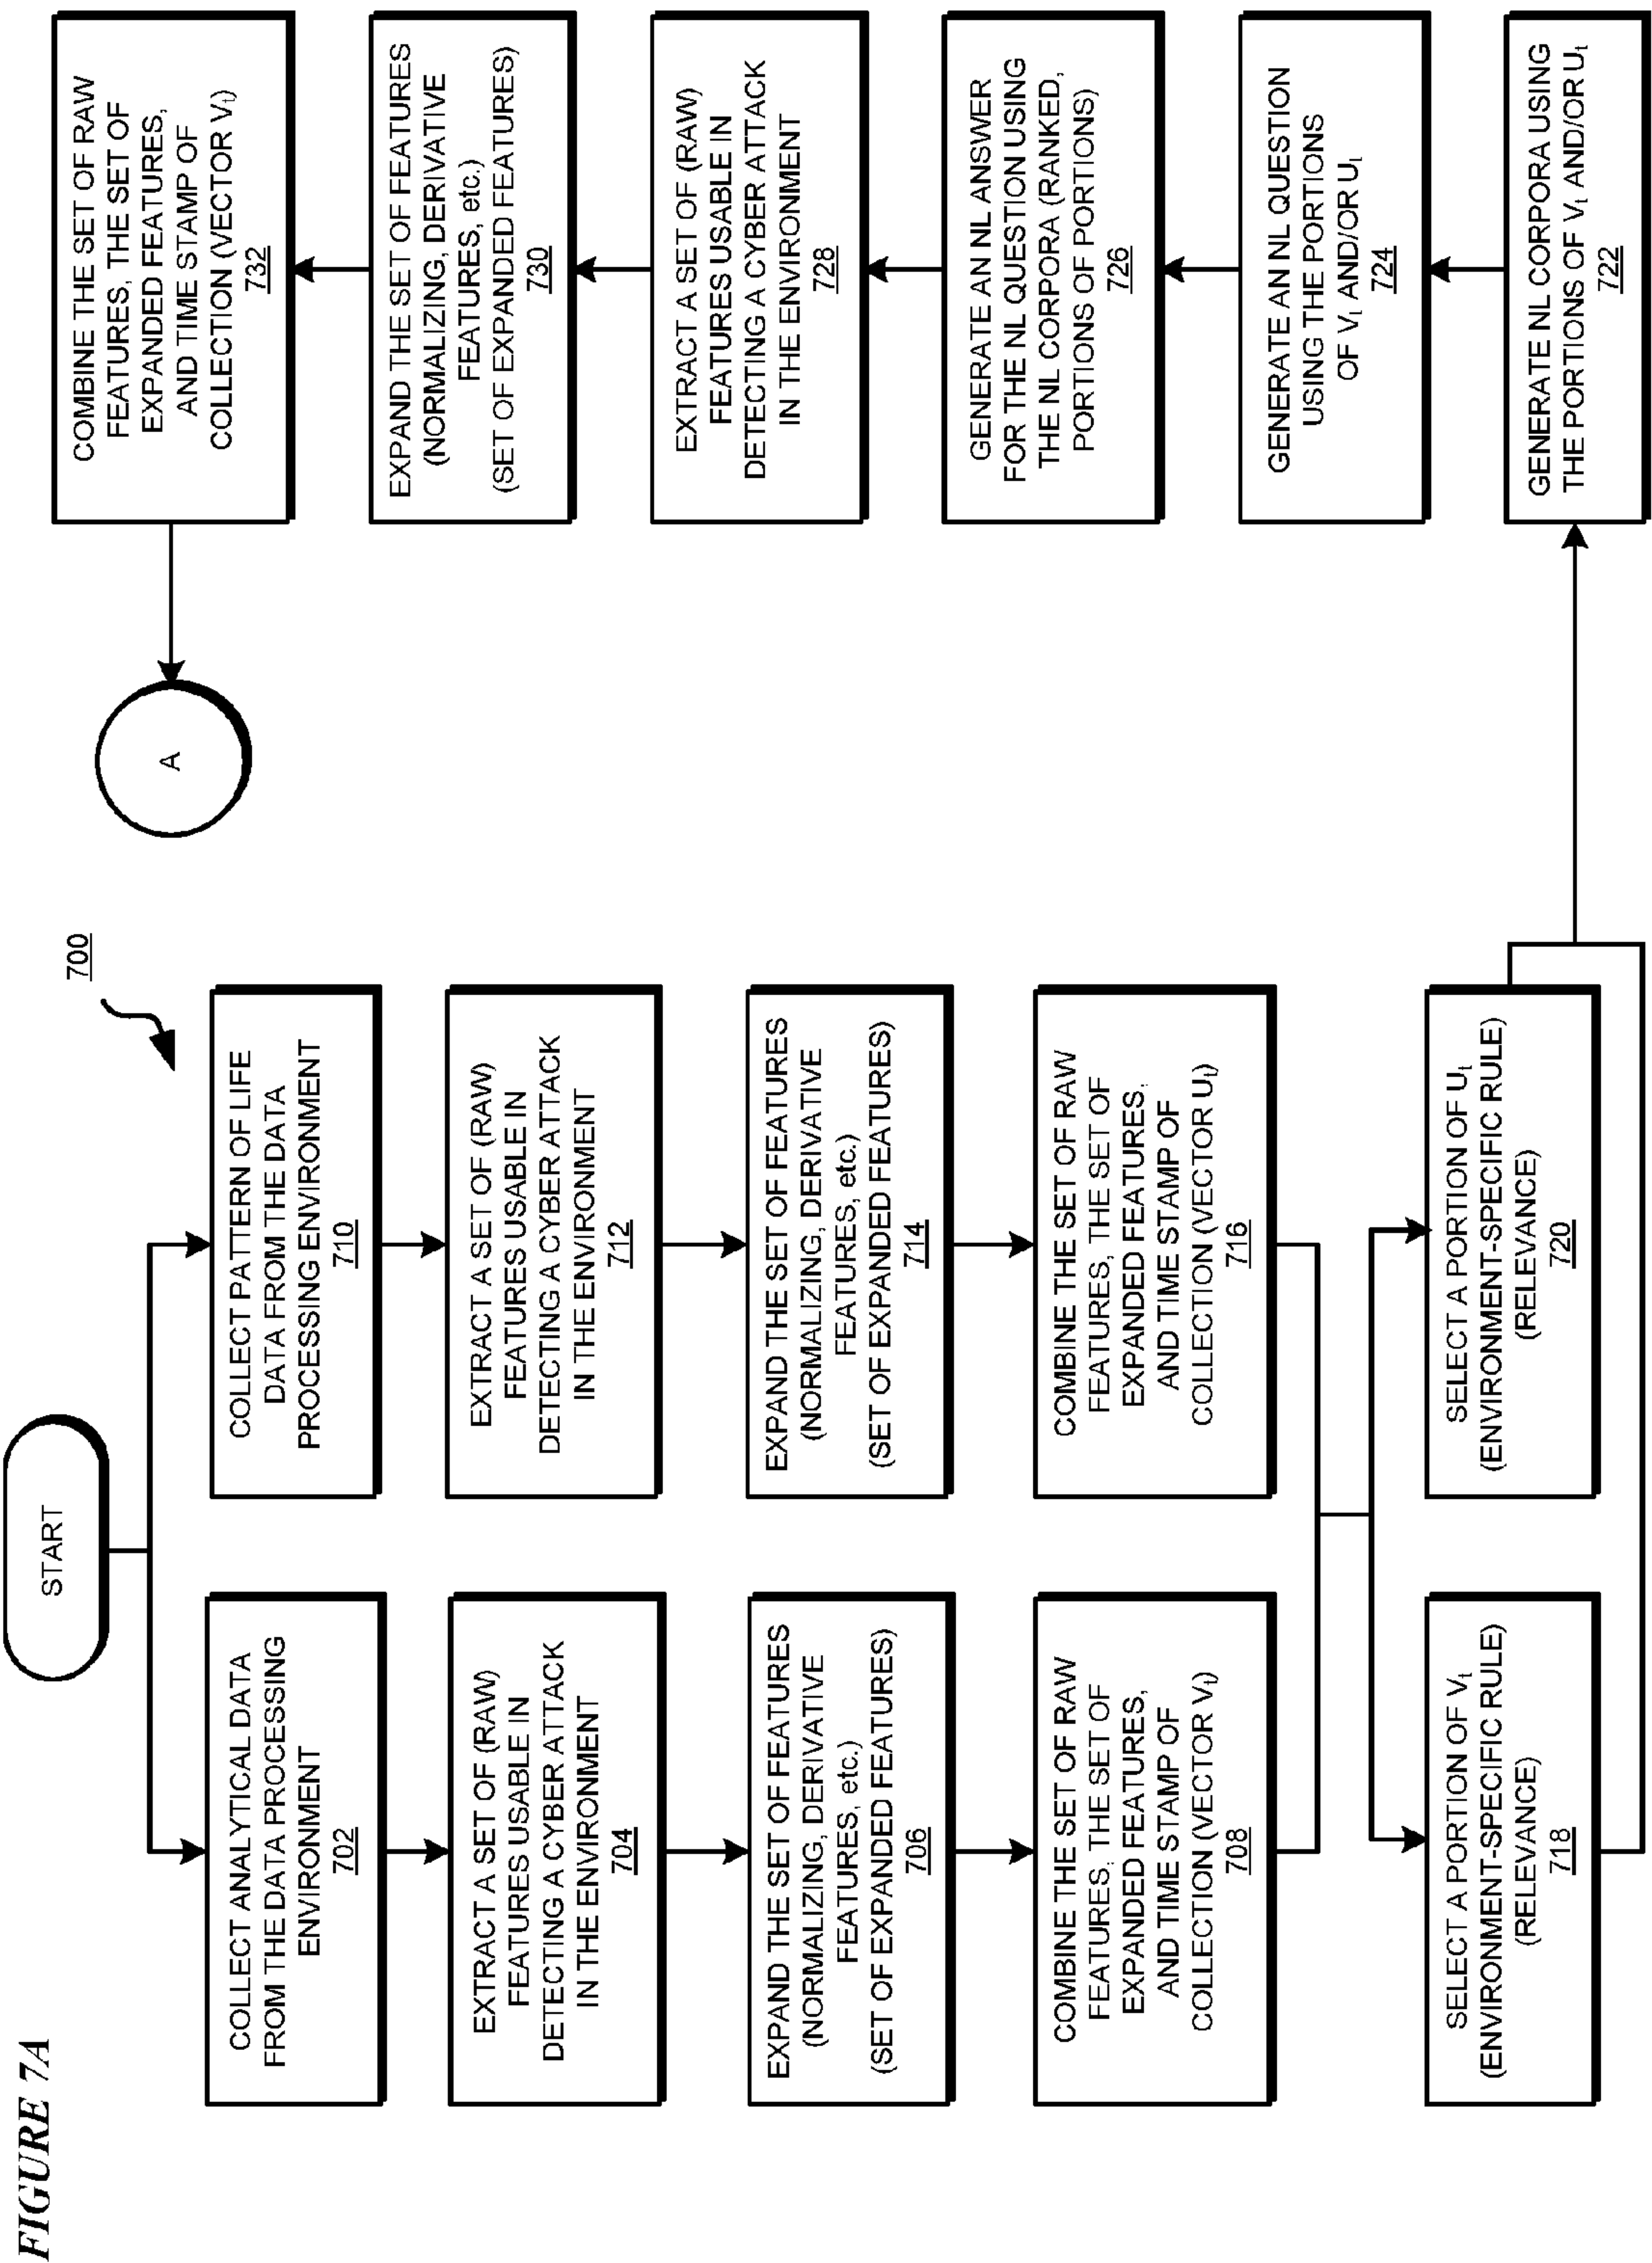 FIGURE 7A
START
700
COLLECT ANALYTICAL DATA
FROM THE DATA PROCESSING
ENVIRONMENT
702
EXTRACT A SET OF (RAW)
FEATURES USABLE IN
DETECTING A CYBER ATTACK
IN THE ENVIRONMENT
704
EXPAND THE SET OF FEATURES
(NORMALIZING, DERIVATIVE
FEATURES, etc.)
(SET OF EXPANDED FEATURES)
706
COMBINE THE SET OF RAW
FEATURES, THE SET OF
EXPANDED FEATURES,
AND TIME STAMP OF
COLLECTION (VECTOR Vt)
708
COLLECT PATTERN OF LIFE
DATA FROM THE DATA
PROCESSING ENVIRONMENT
710
EXTRACT A SET OF (RAW)
FEATURES USABLE IN
DETECTING A CYBER ATTACK
IN THE ENVIRONMENT
712
EXPAND THE SET OF FEATURES
(NORMALIZING, DERIVATIVE
FEATURES, etc.)
(SET OF EXPANDED FEATURES)
714
COMBINE THE SET OF RAW
FEATURES, THE SET OF
EXPANDED FEATURES,
AND TIME STAMP OF
COLLECTION (VECTOR Ut)
716
SELECT A PORTION OF Vt
(ENVIRONMENT-SPECIFIC RULE)
(RELEVANCE)
718
SELECT A PORTION OF Ut
(ENVIRONMENT-SPECIFIC RULE)
(RELEVANCE)
720
GENERATE NL CORPORA USING
THE PORTIONS OF Vt AND/OR Ut
722
GENERATE AN NL QUESTION
USING THE PORTIONS
OF Vt AND/OR Ut
724
GENERATE AN NL ANSWER
FOR THE NL QUESTION USING
THE NL CORPORA (RANKED,
PORTIONS OF PORTIONS)
726
EXTRACT A SET OF (RAW)
FEATURES USABLE IN
DETECTING A CYBER ATTACK
IN THE ENVIRONMENT
728
EXPAND THE SET OF FEATURES
(NORMALIZING, DERIVATIVE
FEATURES, etc.)
(SET OF EXPANDED FEATURES)
730
COMBINE THE SET OF RAW
FEATURES, THE SET OF
EXPANDED FEATURES,
AND TIME STAMP OF
COLLECTION (VECTOR Vt)
732
A